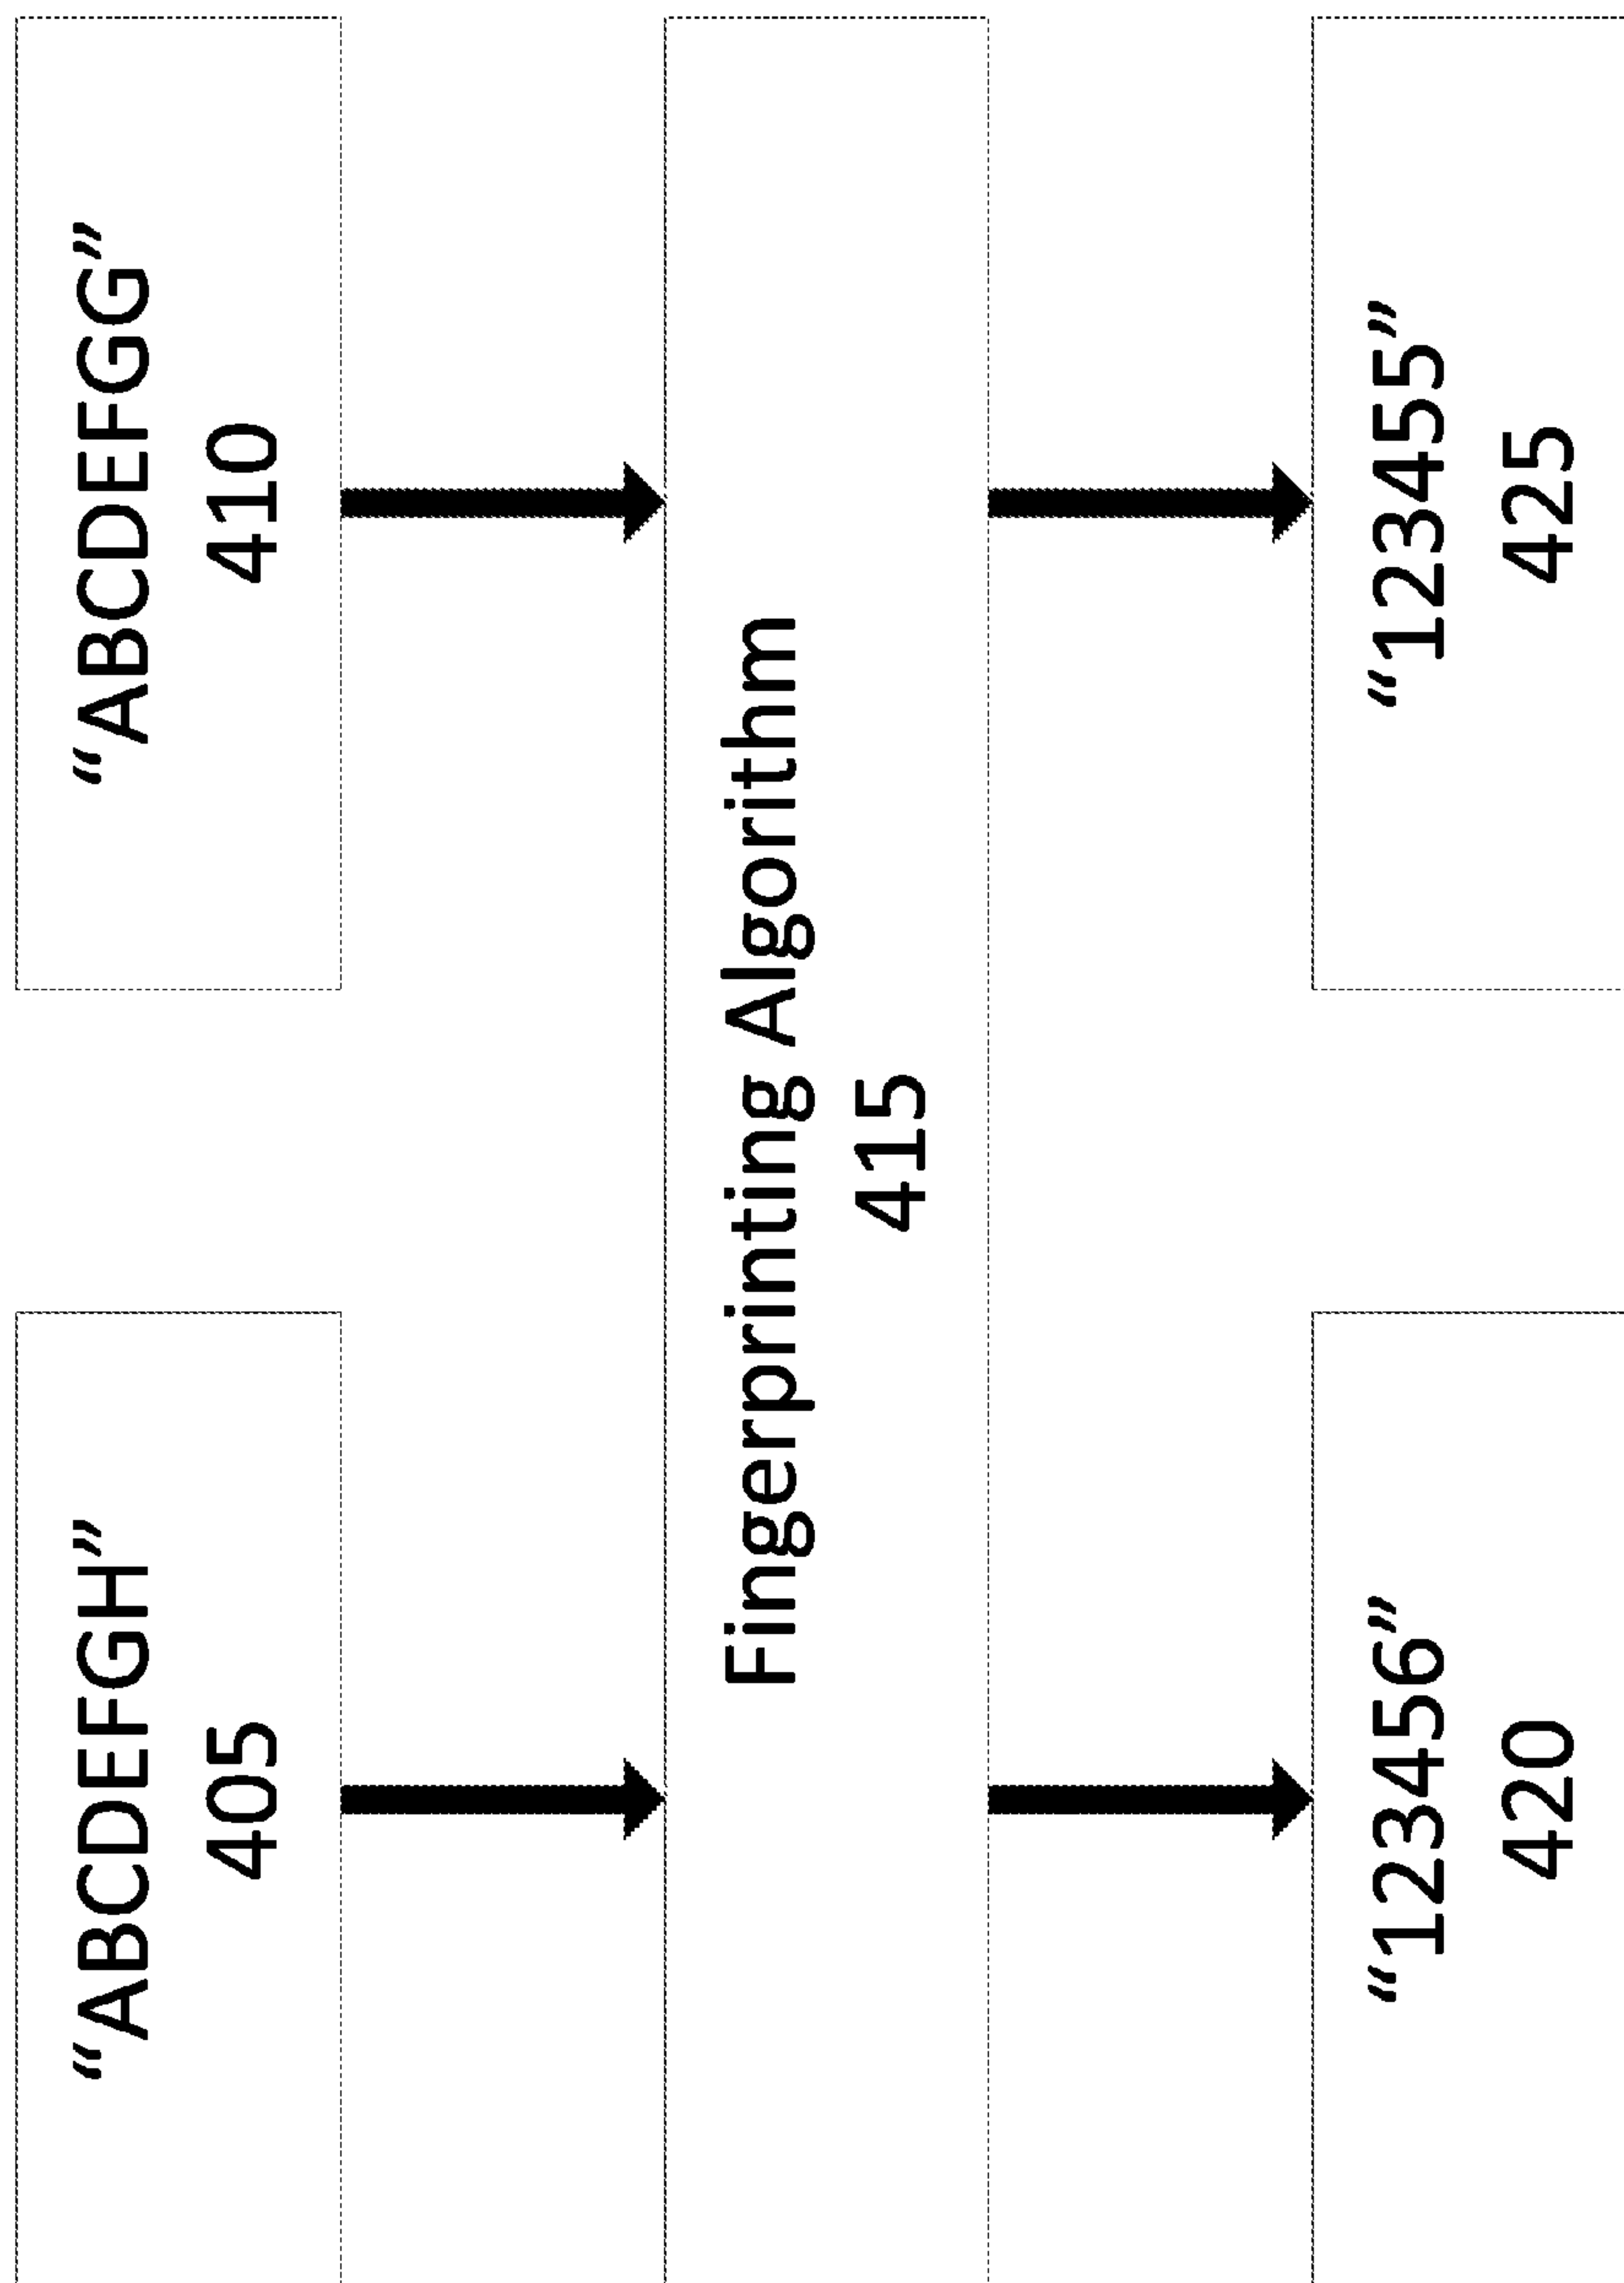 “ABCDEFGH”
405
“ABCDEFGG”
410
Fingerprinting Algorithm
415
“123456”
420
“123455”
425